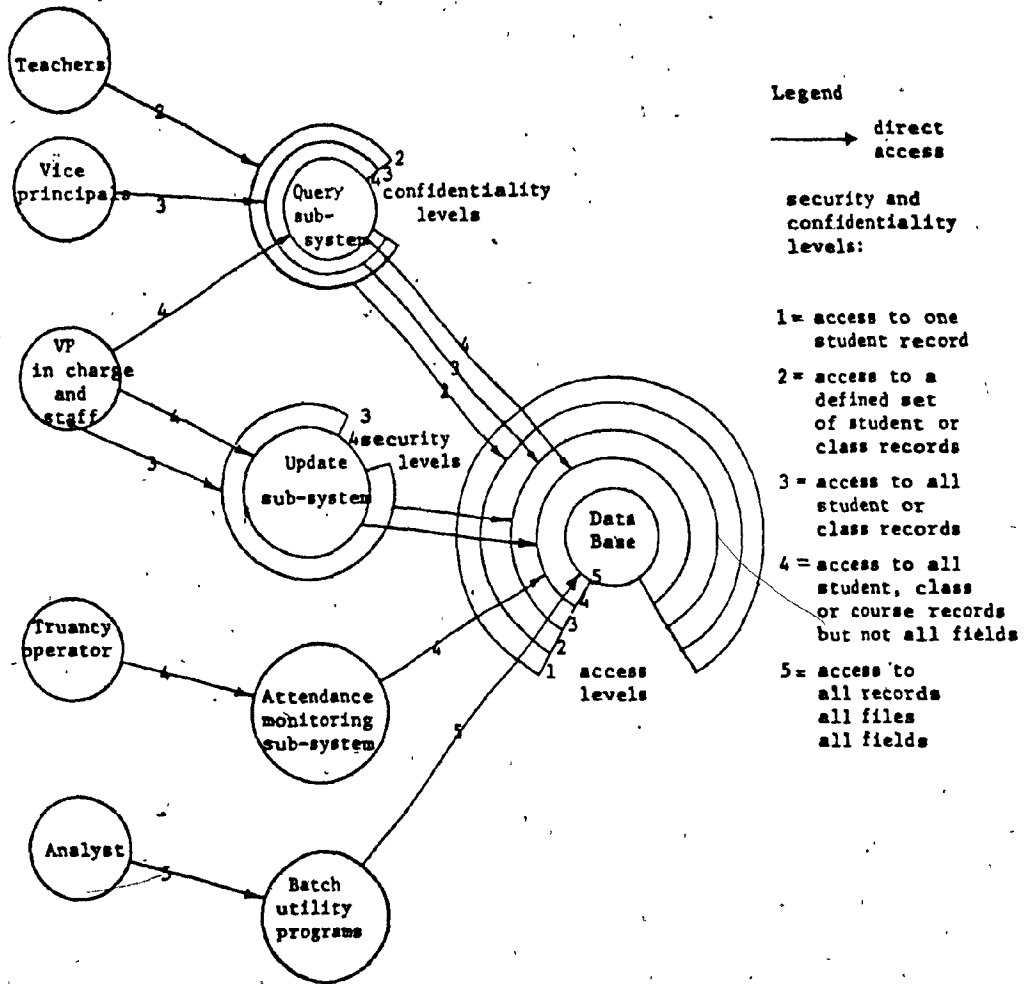 Teachers
2
Vice
principals
3
Query
sub-
system
2
3
4
confidentiality
levels
4
VP
in charge
and
staff
4
3
4
3
2
3
4 security
levels
Update
sub-system
Data
Base
5
4
3
2
1
access
levels
Truancy
operator
4
Attendance
monitoring
sub-system
4
5
Analyst
5
Batch
utility
programs
Legend
direct
access
security and
confidentiality
levels:
1 = access to one
student record
2 = access to a
defined set
of student or
class records
3 = access to all
student or
class records
4 = access to all
student, class
or course records
but not all fields
5 = access to
all records
all files
all fields